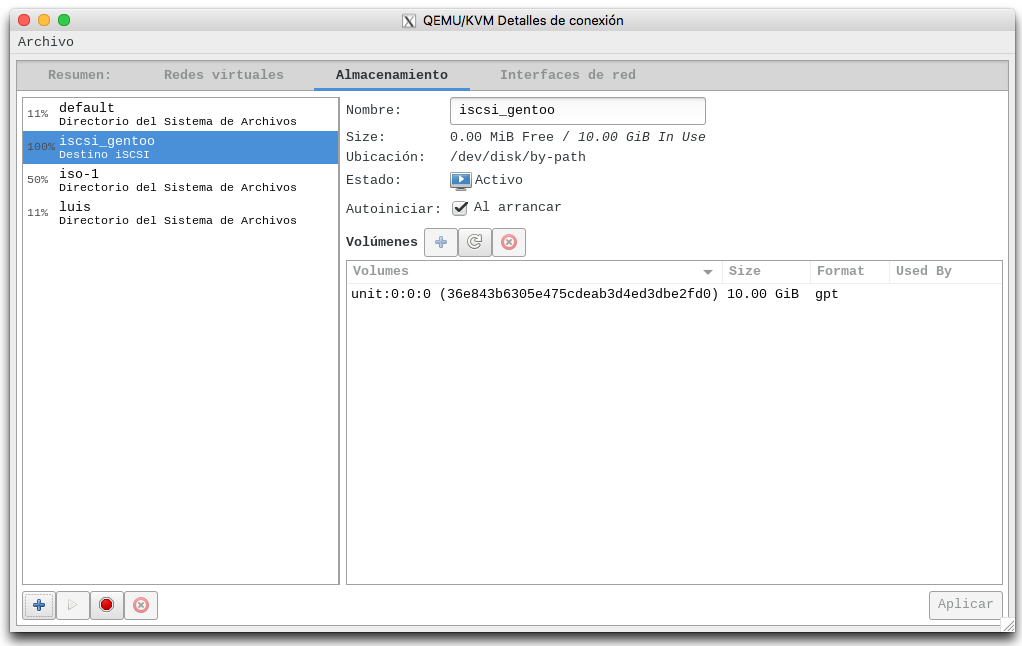 QEMU/KVM Detalles de conexión
Archivo
Resumen: Redes virtuales Almacenamiento Interfaces de red
11% default
Directorio del Sistema de Archivos
100% iscsi_gentoo
Destino iSCSI
50% iso-1
Directorio del Sistema de Archivos
11% luis
Directorio del Sistema de Archivos
Nombre: iscsi_gentoo
Size: 0.00 MiB Free / 10.00 GiB In Use
Ubicación: /dev/disk/by-path
Estado: Activo
Autoiniciar: Al arrancar
Volúmenes
Volumes Size Format Used By
unit:0:0:0 (36e843b6305e475cdeab3d4ed3dbe2fd0) 10.00 GiB gpt
Aplicar